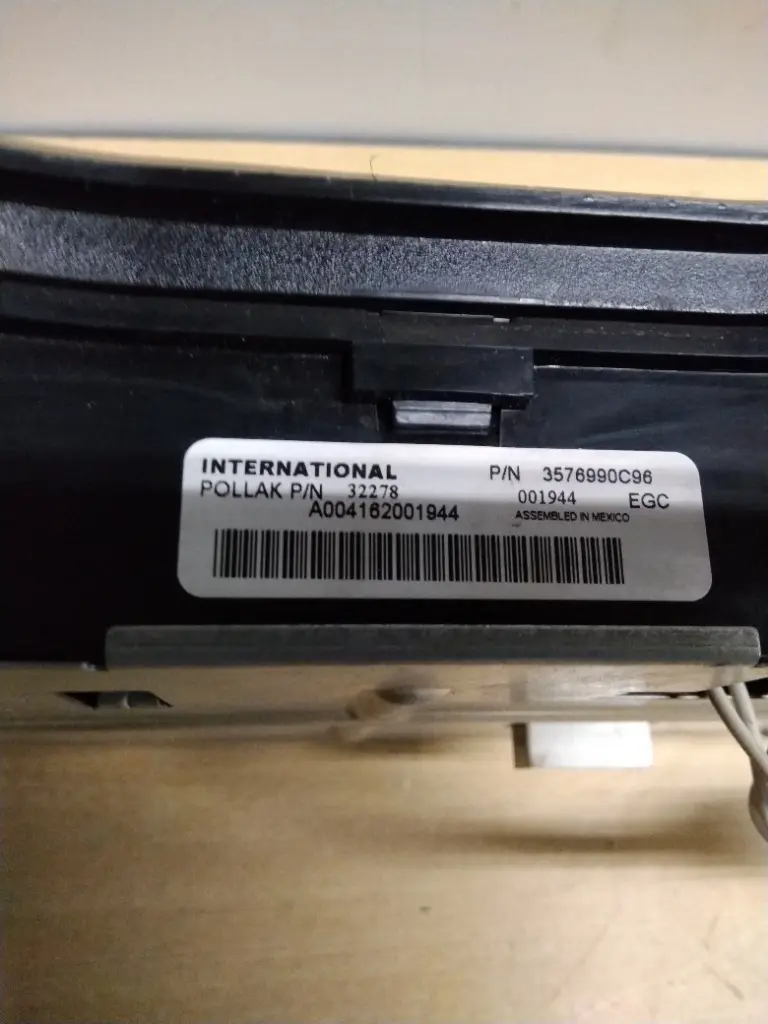 INTERNATIONAL P/N 3576990C96
POLLAK P/N 32278 001944 EGC
A004162001944 ASSEMBLED IN MEXICO